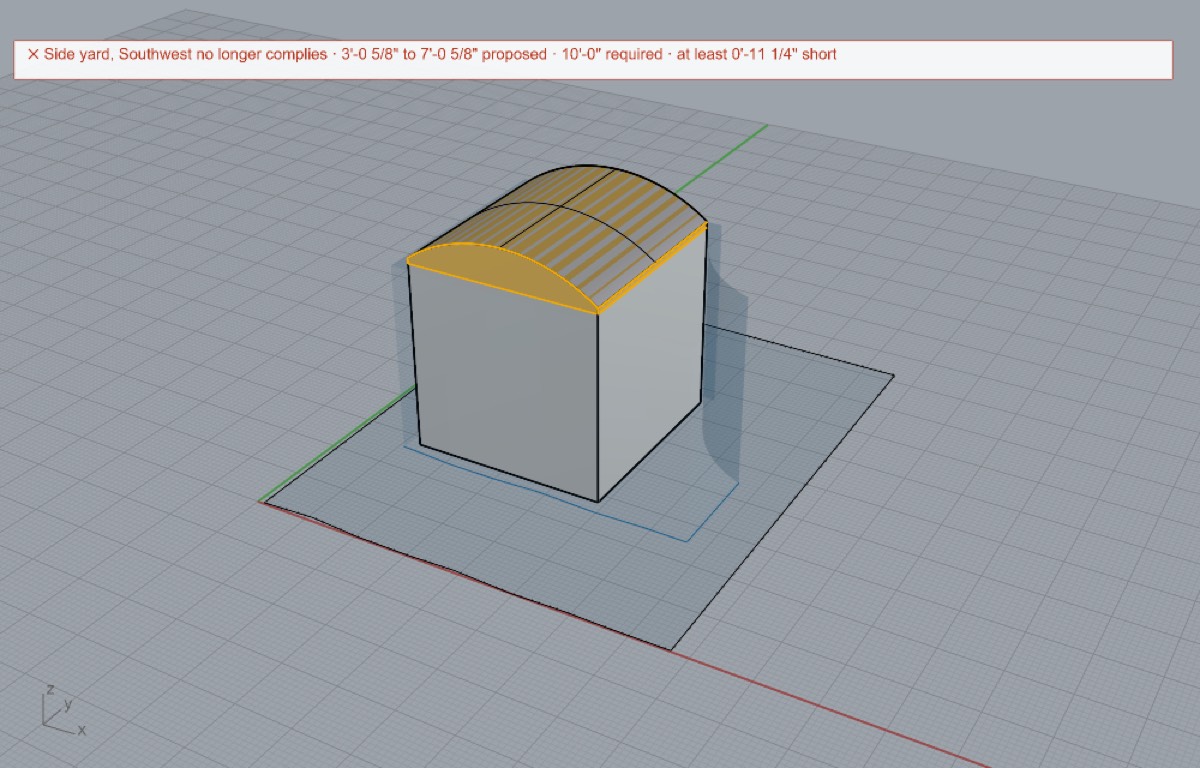 ✕ Side yard, Southwest no longer complies · 3'-0 5/8" to 7'-0 5/8" proposed · 10'-0" required · at least 0'-11 1/4" short
z
y
x